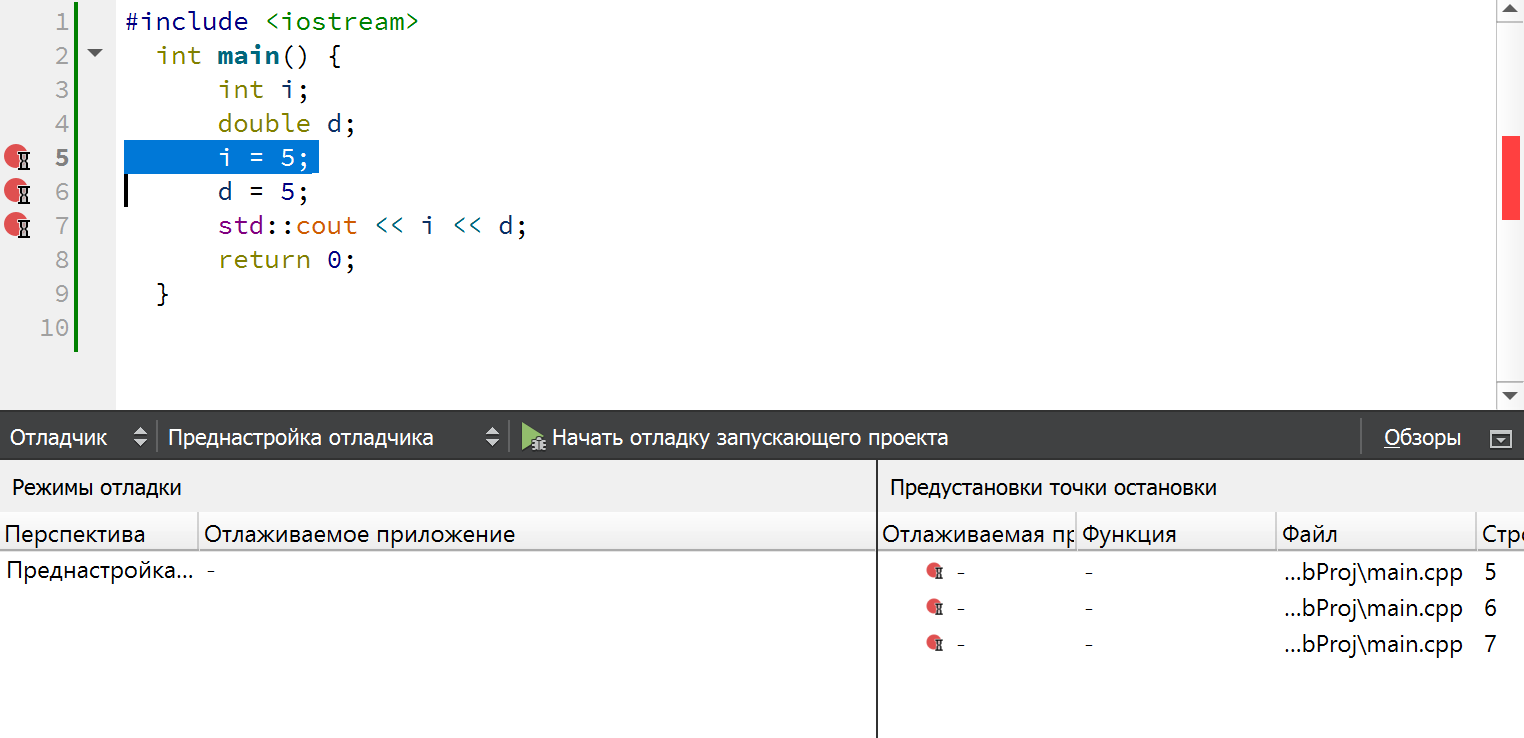 1 #include <iostream>
2 int main() {
3 int i;
4 double d;
5 i = 5;
6 d = 5;
7 std::cout << i << d;
8 return 0;
9 }
10
Отладчик Преднастройка отладчика Начать отладку запускающего проекта Обзоры
Режимы отладки
Перспектива Отлаживаемое приложение
Преднастройка... -
Предустановки точки остановки
Отлаживаемая пр Функция Файл Стро
- - ...bProj\main.cpp 5
- - ...bProj\main.cpp 6
- - ...bProj\main.cpp 7